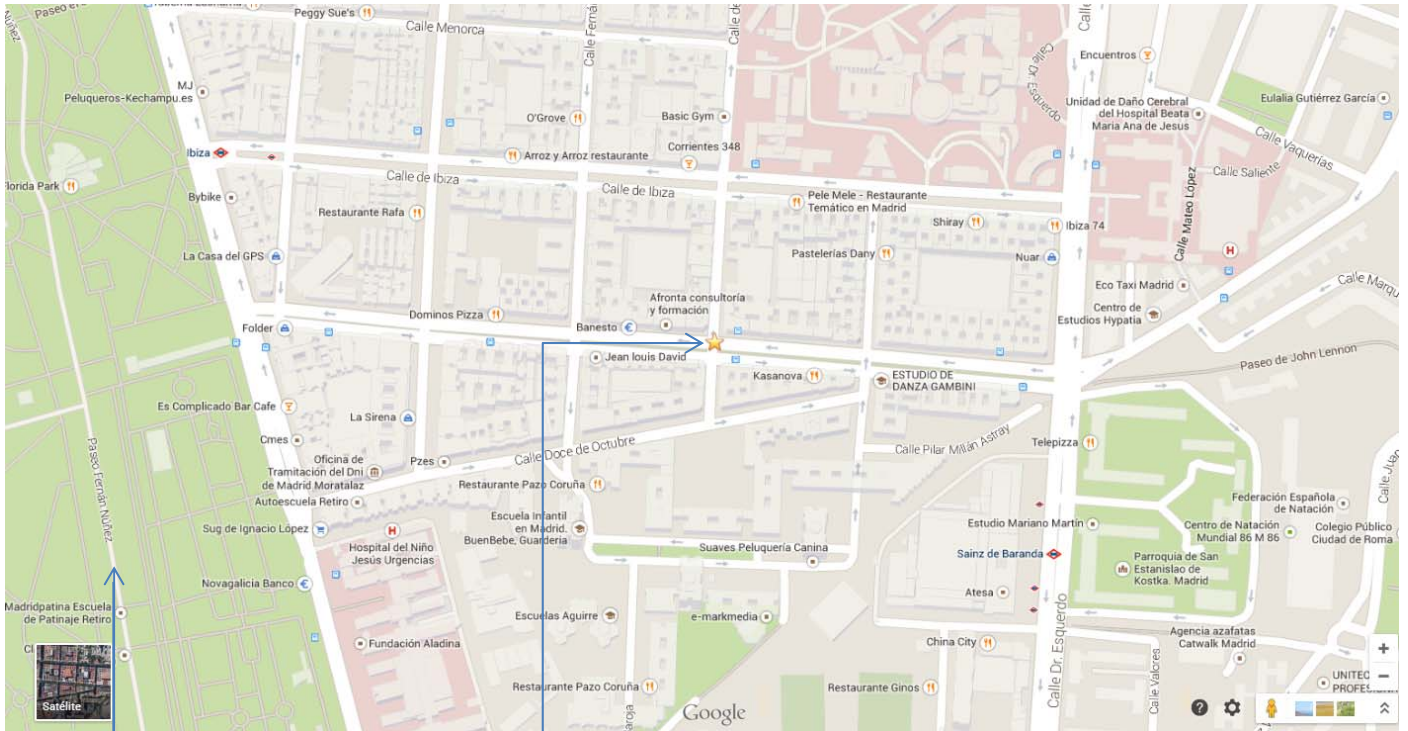 Paseo
Núñez
Peggy Sue's
Calle Menorca
Calle
Calle Dr. Esquerdo
Encuentros
MJ
Peluqueros-Kechampu.es
O'Grove
Basic Gym
Unidad de Daño Cerebral
del Hospital Beata
Maria Ana de Jesus
Eulalia Gutiérrez García
Corrientes 348
Calle Vaquerías
Ibiza
Arroz y Arroz restaurante
Calle Saliente
Calle de Ibiza
Calle de Ibiza
Florida Park
Bybike
Pele Mele - Restaurante
Temático en Madrid
Calle Mateo López
Restaurante Rafa
Shiray
Ibiza 74
H
La Casa del GPS
Pastelerías Dany
Nuar
Eco Taxi Madrid
Calle Marqu
Afronta consultoría
y formación
Centro de
Estudios Hypatia
Dominos Pizza
Folder
Banesto
Jean louis David
Paseo de John Lennon
Kasanova
ESTUDIO DE
DANZA GAMBINI
Es Complicado Bar Cafe
La Sirena
Cmes
Calle Doce de Octubre
Calle Pilar Millán Astray
Telepizza
Paseo Fernán Núñez
Oficina de
Tramitación del Dni
de Madrid Moratalaz
Pzes
Autoescuela Retiro
Restaurante Pazo Coruña
Calle Juan
Federación Española
de Natación
Sug de Ignacio López
H
Hospital del Niño
Jesús Urgencias
Escuela Infantil
en Madrid.
BuenBebe, Guarderia
Estudio Mariano Martin
Centro de Natación
Mundial 86 M 86
Colegio Público
Ciudad de Roma
Suaves Peluquería Canina
Sainz de Baranda
Parroquia de San
Estanislao de
Kostka. Madrid
Novagalicia Banco
Atesa
Madridpatina Escuela
de Patinaje Retiro
Escuelas Aguirre
e-markmedia
Calle Dr. Esquerdo
Agencia azafatas
Catwalk Madrid
Fundación Aladina
China City
Calle Valores
Satélite
Restaurante Pazo Coruña
Restaurante Ginos
UNITED
PROFES
aroja
Google